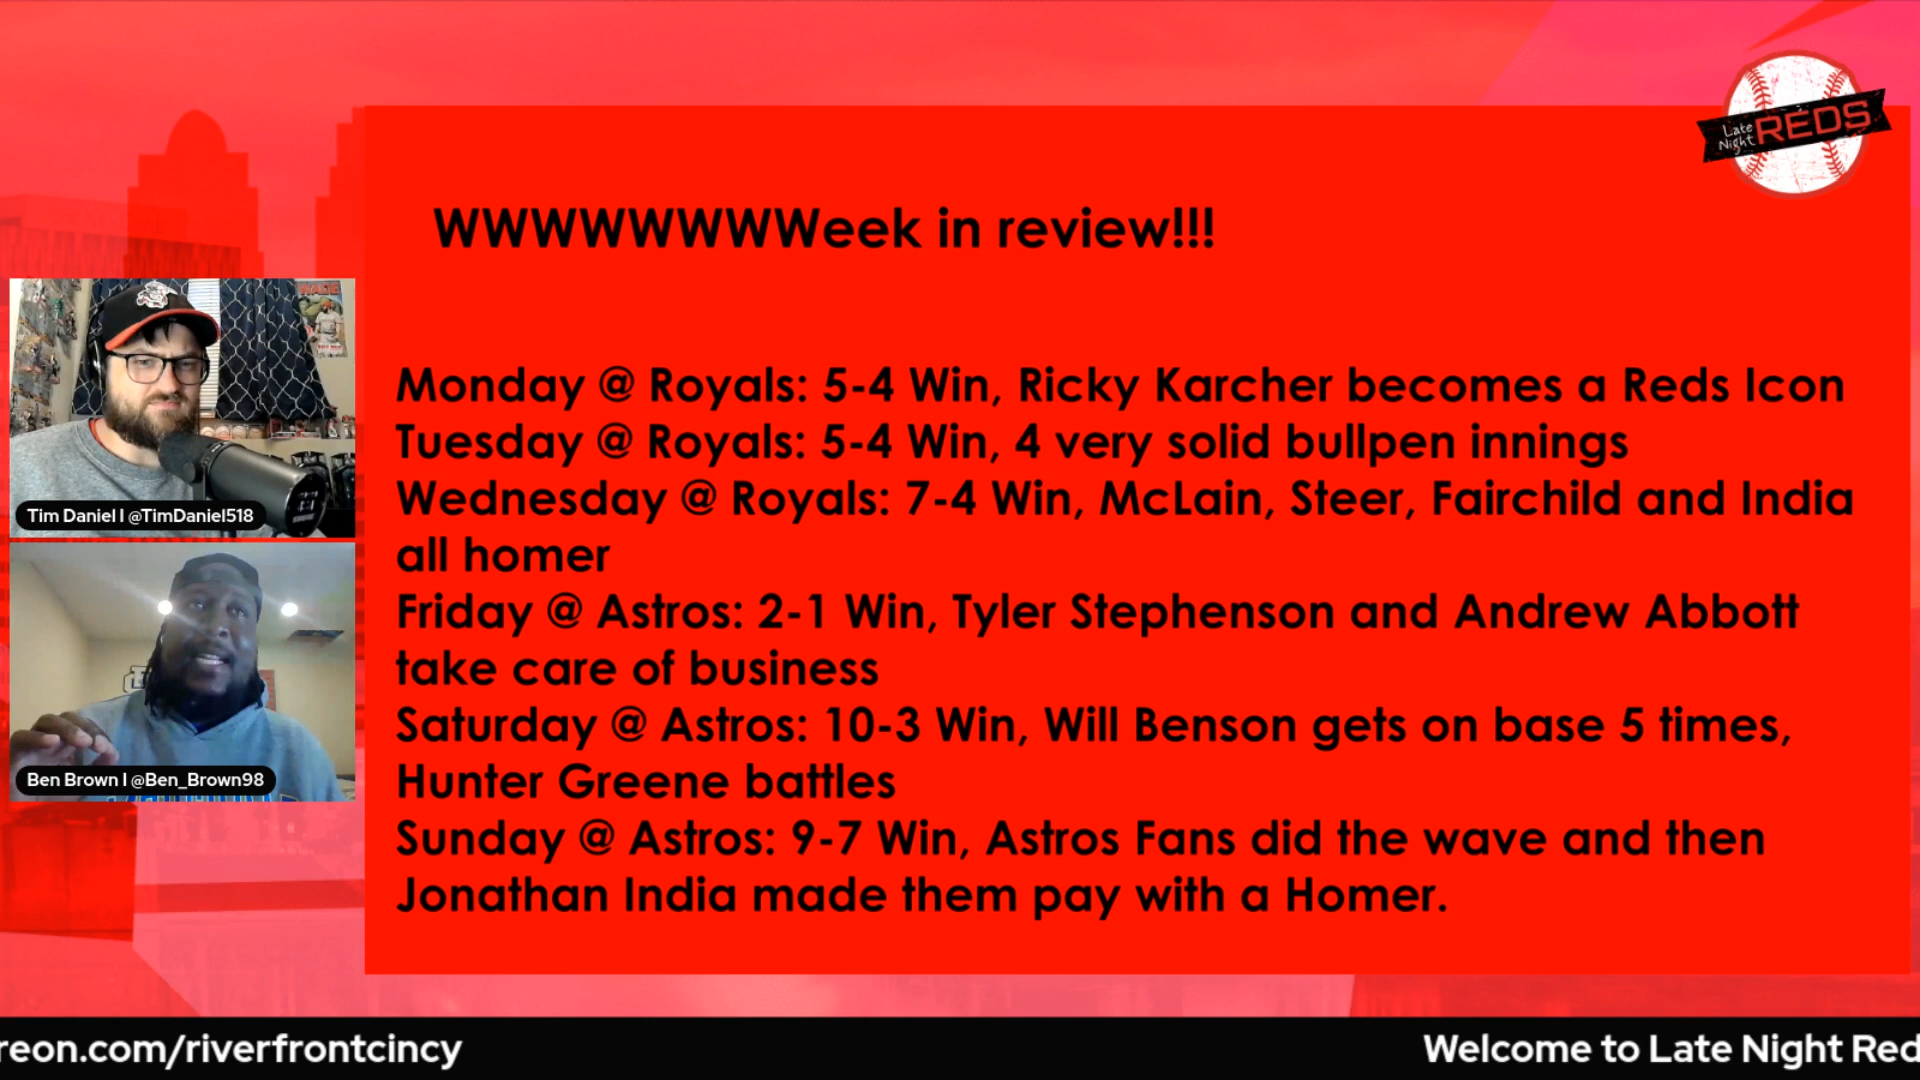 Late Night REDS
WWWWWWWWeek in review!!!
Monday @ Royals: 5-4 Win, Ricky Karcher becomes a Reds Icon
Tuesday @ Royals: 5-4 Win, 4 very solid bullpen innings
Wednesday @ Royals: 7-4 Win, McLain, Steer, Fairchild and India
all homer
Friday @ Astros: 2-1 Win, Tyler Stephenson and Andrew Abbott
take care of business
Saturday @ Astros: 10-3 Win, Will Benson gets on base 5 times,
Hunter Greene battles
Sunday @ Astros: 9-7 Win, Astros Fans did the wave and then
Jonathan India made them pay with a Homer.
WADE
Tim Daniel I @TimDaniel518
Ben Brown I @Ben_Brown98
reon.com/riverfrontcincy
Welcome to Late Night Red